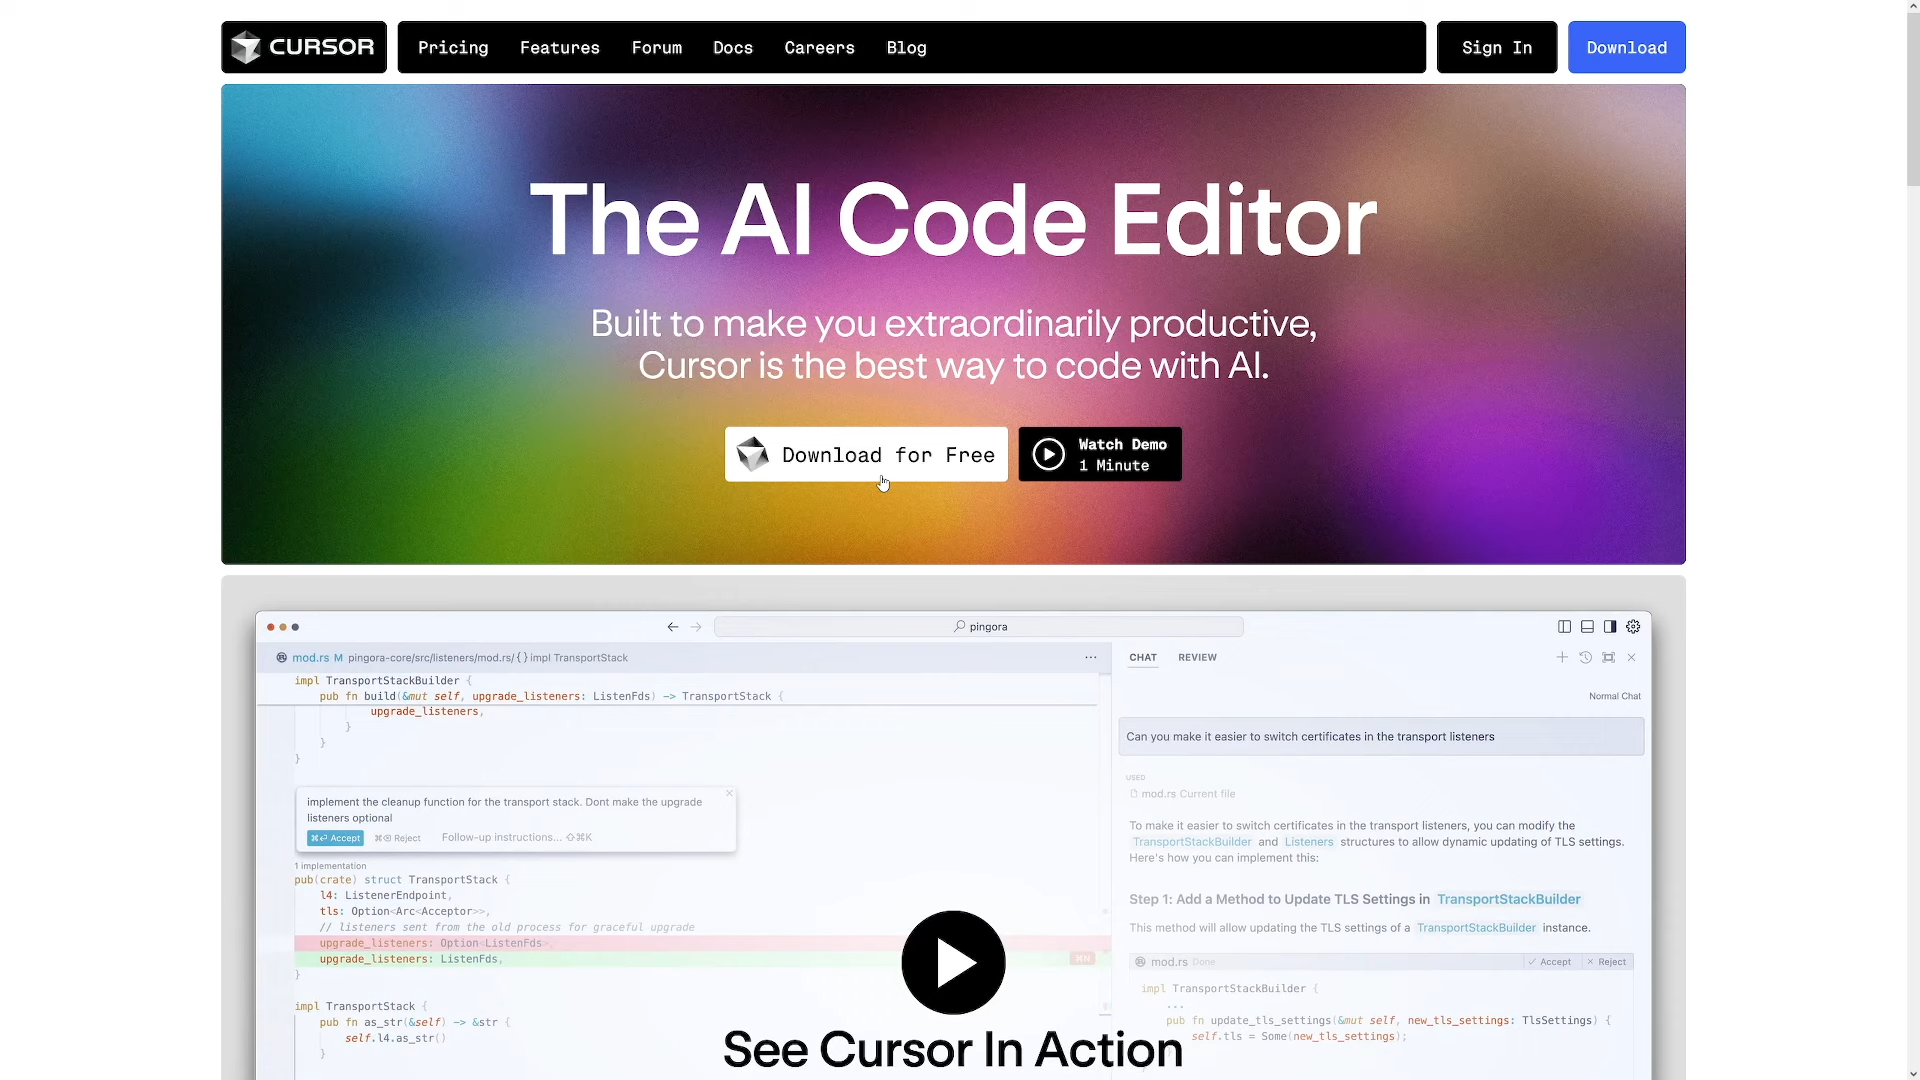 CURSOR
Pricing Features Forum Docs Careers Blog
Sign In
Download
The AI Code Editor
Built to make you extraordinarily productive,
Cursor is the best way to code with AI.
Download for Free
Watch Demo
1 Minute
pingora
mod.rs M pingora-core/src/listeners/mod.rs/{ } impl TransportStack
impl TransportStackBuilder {
pub fn build(&mut self, upgrade_listeners: ListenFds) -> TransportStack {
upgrade_listeners,
}
}
}
implement the cleanup function for the transport stack. Dont make the upgrade
listeners optional
⌘⏎ Accept ⌘⌫ Reject Follow-up instructions... ⇧⌘K
1 implementation
pub(crate) struct TransportStack {
l4: ListenerEndpoint,
tls: Option<Arc<Acceptor>>,
// listeners sent from the old process for graceful upgrade
upgrade_listeners: Option<ListenFds>,
upgrade_listeners: ListenFds,
⌘N
}
impl TransportStack {
pub fn as_str(&self) -> &str {
self.l4.as_str()
}
CHAT REVIEW
Normal Chat
Can you make it easier to switch certificates in the transport listeners
USED
mod.rs Current file
To make it easier to switch certificates in the transport listeners, you can modify the
TransportStackBuilder and Listeners structures to allow dynamic updating of TLS settings.
Here's how you can implement this:
Step 1: Add a Method to Update TLS Settings in TransportStackBuilder
This method will allow updating the TLS settings of a TransportStackBuilder instance.
mod.rs Done ✓ Accept × Reject
impl TransportStackBuilder {
...
pub fn update_tls_settings(&mut self, new_tls_settings: TlsSettings) {
self.tls = Some(new_tls_settings);
See Cursor In Action